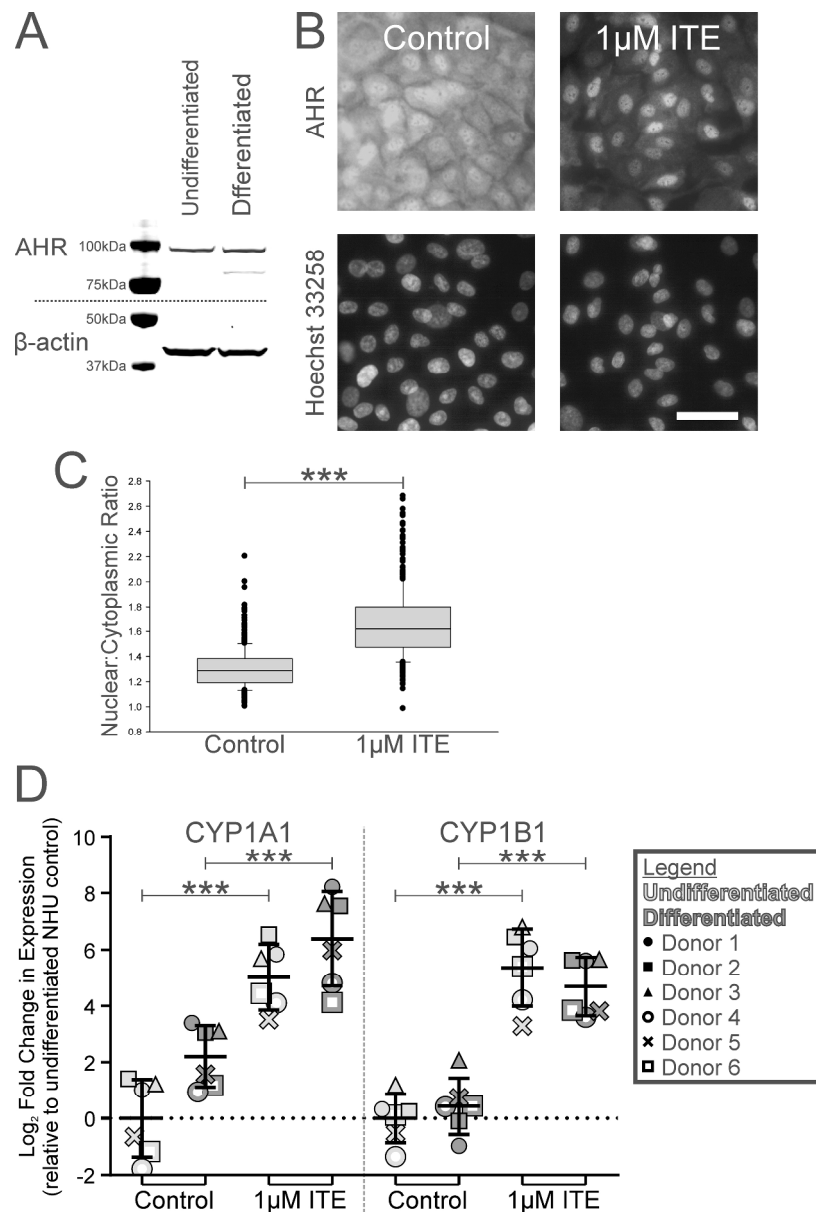 A
Undifferentiated
Dfferentiated
AHR
100kDa
75kDa
50kDa
β-actin
37kDa
B
Control
1µM ITE
AHR
Hoechst 33258
C
***
Nuclear:Cytoplasmic Ratio
2.8
2.6
2.4
2.2
2.0
1.8
1.6
1.4
1.2
1.0
0.8
Control
1µM ITE
D
CYP1A1
CYP1B1
***
***
***
***
Log₂ Fold Change in Expression
(relative to undifferentiated NHU control)
10
8
6
4
2
0
-2
Control
1µM ITE
Control
1µM ITE
Legend
Undifferentiated
Differentiated
Donor 1
Donor 2
Donor 3
Donor 4
Donor 5
Donor 6